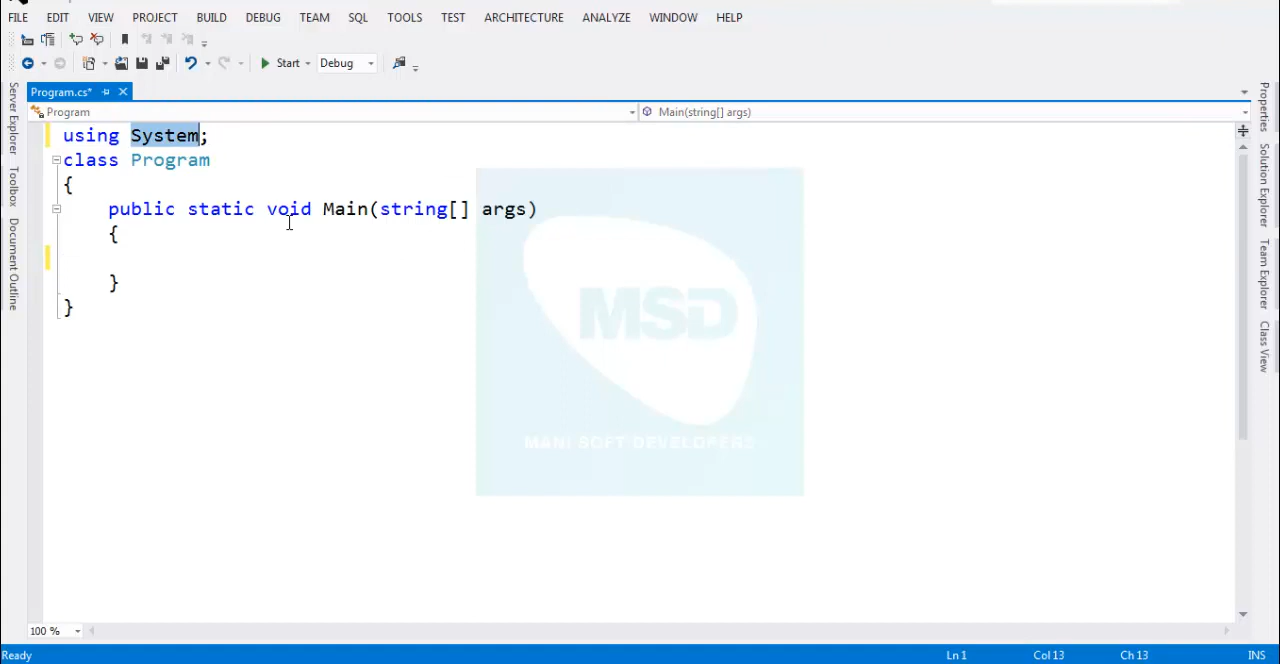 FILE EDIT VIEW PROJECT BUILD DEBUG TEAM SQL TOOLS TEST ARCHITECTURE ANALYZE WINDOW HELP
Start Debug
Program.cs*
Program Main(string[] args)
using System;
class Program
{
public static void Main(string[] args)
{
}
}
MSD
MANI SOFT DEVELOPERS
Server Explorer
Toolbox
Document Outline
Properties
Solution Explorer
Team Explorer
Class View
100 %
Ready Ln 1 Col 13 Ch 13 INS